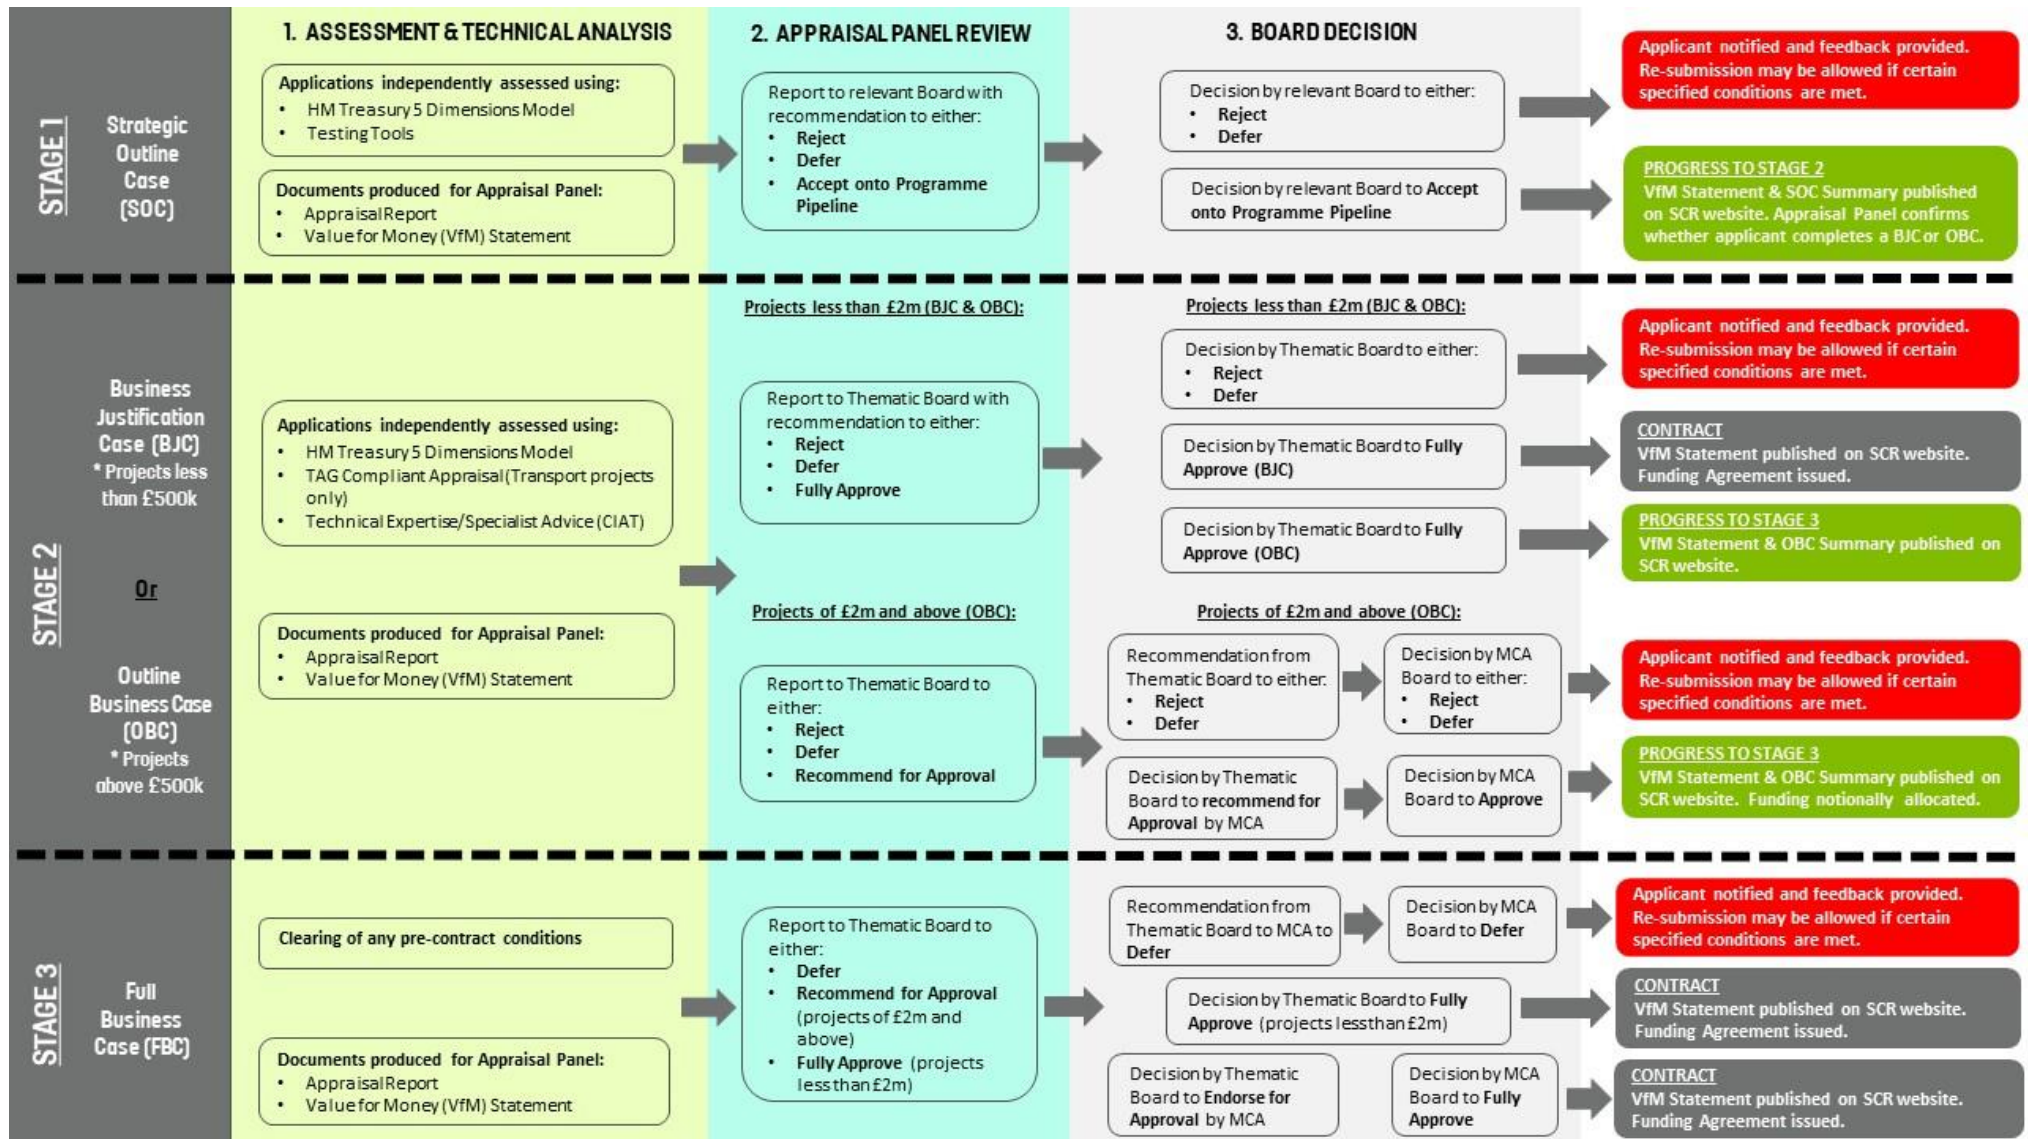 1. ASSESSMENT & TECHNICAL ANALYSIS
2. APPRAISAL PANEL REVIEW
3. BOARD DECISION
STAGE 1
Strategic
Outline
Case
(SOC)
Applications independently assessed using:
• HM Treasury 5 Dimensions Model
• Testing Tools
Documents produced for Appraisal Panel:
• Appraisal Report
• Value for Money (VfM) Statement
Report to relevant Board with
recommendation to either:
• Reject
• Defer
• Accept onto Programme
Pipeline
Decision by relevant Board to either:
• Reject
• Defer
Decision by relevant Board to Accept
onto Programme Pipeline
Applicant notified and feedback provided.
Re-submission may be allowed if certain
specified conditions are met.
PROGRESS TO STAGE 2
VfM Statement & SOC Summary published
on SCR website. Appraisal Panel confirms
whether applicant completes a BJC or OBC.
STAGE 2
Business
Justification
Case (BJC)
* Projects less
than £500k
Or
Outline
Business Case
(OBC)
* Projects
above £500k
Applications independently assessed using:
• HM Treasury 5 Dimensions Model
• TAG Compliant Appraisal (Transport projects
only)
• Technical Expertise/Specialist Advice (CIAT)
Documents produced for Appraisal Panel:
• Appraisal Report
• Value for Money (VfM) Statement
Projects less than £2m (BJC & OBC):
Report to Thematic Board with
recommendation to either:
• Reject
• Defer
• Fully Approve
Projects of £2m and above (OBC):
Report to Thematic Board to
either:
• Reject
• Defer
• Recommend for Approval
Projects less than £2m (BJC & OBC):
Decision by Thematic Board to either:
• Reject
• Defer
Decision by Thematic Board to Fully
Approve (BJC)
Decision by Thematic Board to Fully
Approve (OBC)
Projects of £2m and above (OBC):
Recommendation from
Thematic Board to either:
• Reject
• Defer
Decision by MCA
Board to either:
• Reject
• Defer
Decision by Thematic
Board to recommend for
Approval by MCA
Decision by MCA
Board to Approve
Applicant notified and feedback provided.
Re-submission may be allowed if certain
specified conditions are met.
CONTRACT
VfM Statement published on SCR website.
Funding Agreement issued.
PROGRESS TO STAGE 3
VfM Statement & OBC Summary published on
SCR website.
Applicant notified and feedback provided.
Re-submission may be allowed if certain
specified conditions are met.
PROGRESS TO STAGE 3
VfM Statement & OBC Summary published on
SCR website. Funding notionally allocated.
STAGE 3
Full
Business
Case (FBC)
Clearing of any pre-contract conditions
Documents produced for Appraisal Panel:
• Appraisal Report
• Value for Money (VfM) Statement
Report to Thematic Board to
either:
• Defer
• Recommend for Approval
(projects of £2m and
above)
• Fully Approve (projects
less than £2m)
Recommendation from
Thematic Board to MCA to
Defer
Decision by MCA
Board to Defer
Decision by Thematic Board to Fully
Approve (projects less than £2m)
Decision by Thematic
Board to Endorse for
Approval by MCA
Decision by MCA
Board to Fully
Approve
Applicant notified and feedback provided.
Re-submission may be allowed if certain
specified conditions are met.
CONTRACT
VfM Statement published on SCR website.
Funding Agreement issued.
CONTRACT
VfM Statement published on SCR website.
Funding Agreement issued.